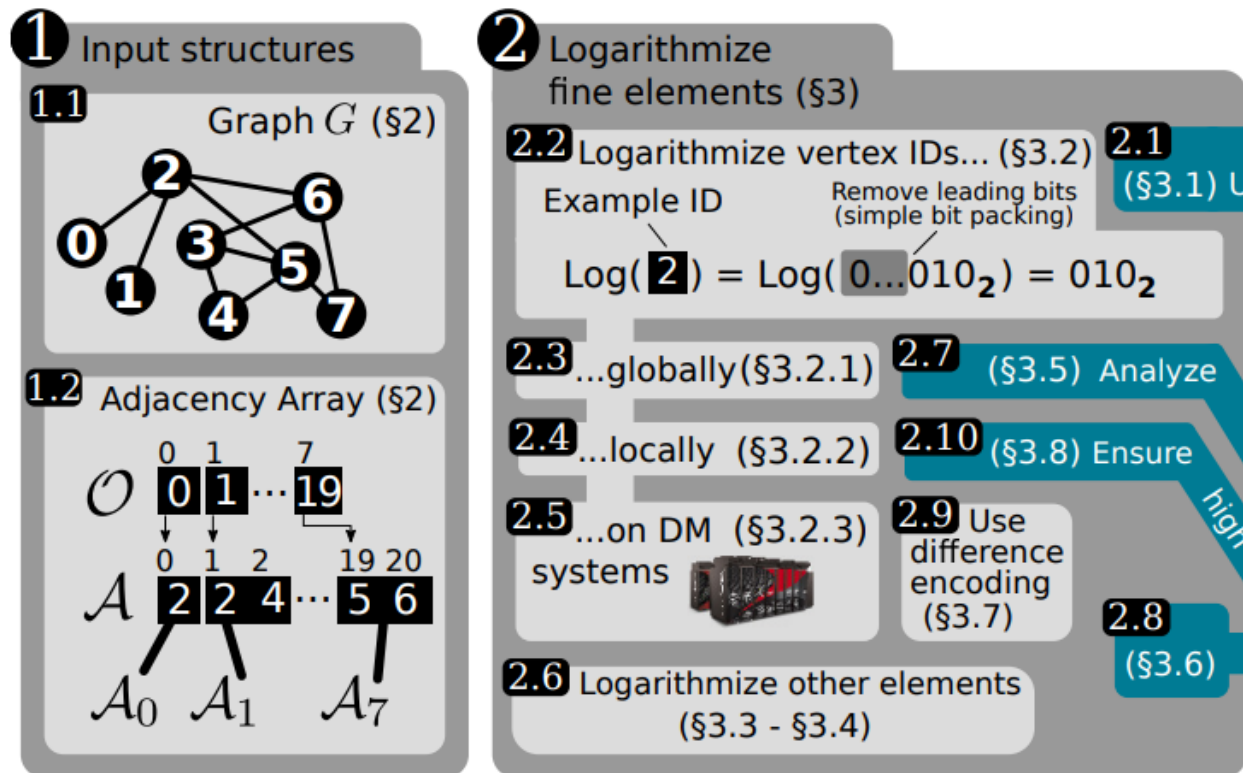 1 Input structures
1.1 Graph G (§2)
2
6
0
3
5
1
4
7
1.2 Adjacency Array (§2)
0 1 7
O 0 1 ... 19
0 1 2 19 20
A 2 2 4 ... 5 6
A0 A1 A7
2 Logarithmize
fine elements (§3)
2.2 Logarithmize vertex IDs... (§3.2)
Example ID
Remove leading bits
(simple bit packing)
Log( 2 ) = Log( 0...010₂) = 010₂
2.1
(§3.1) U
2.3 ...globally (§3.2.1)
2.7 (§3.5) Analyze
2.4 ...locally (§3.2.2)
2.10 (§3.8) Ensure
high
2.5 ...on DM (§3.2.3)
systems
2.9 Use
difference
encoding
(§3.7)
2.8
(§3.6)
2.6 Logarithmize other elements
(§3.3 - §3.4)